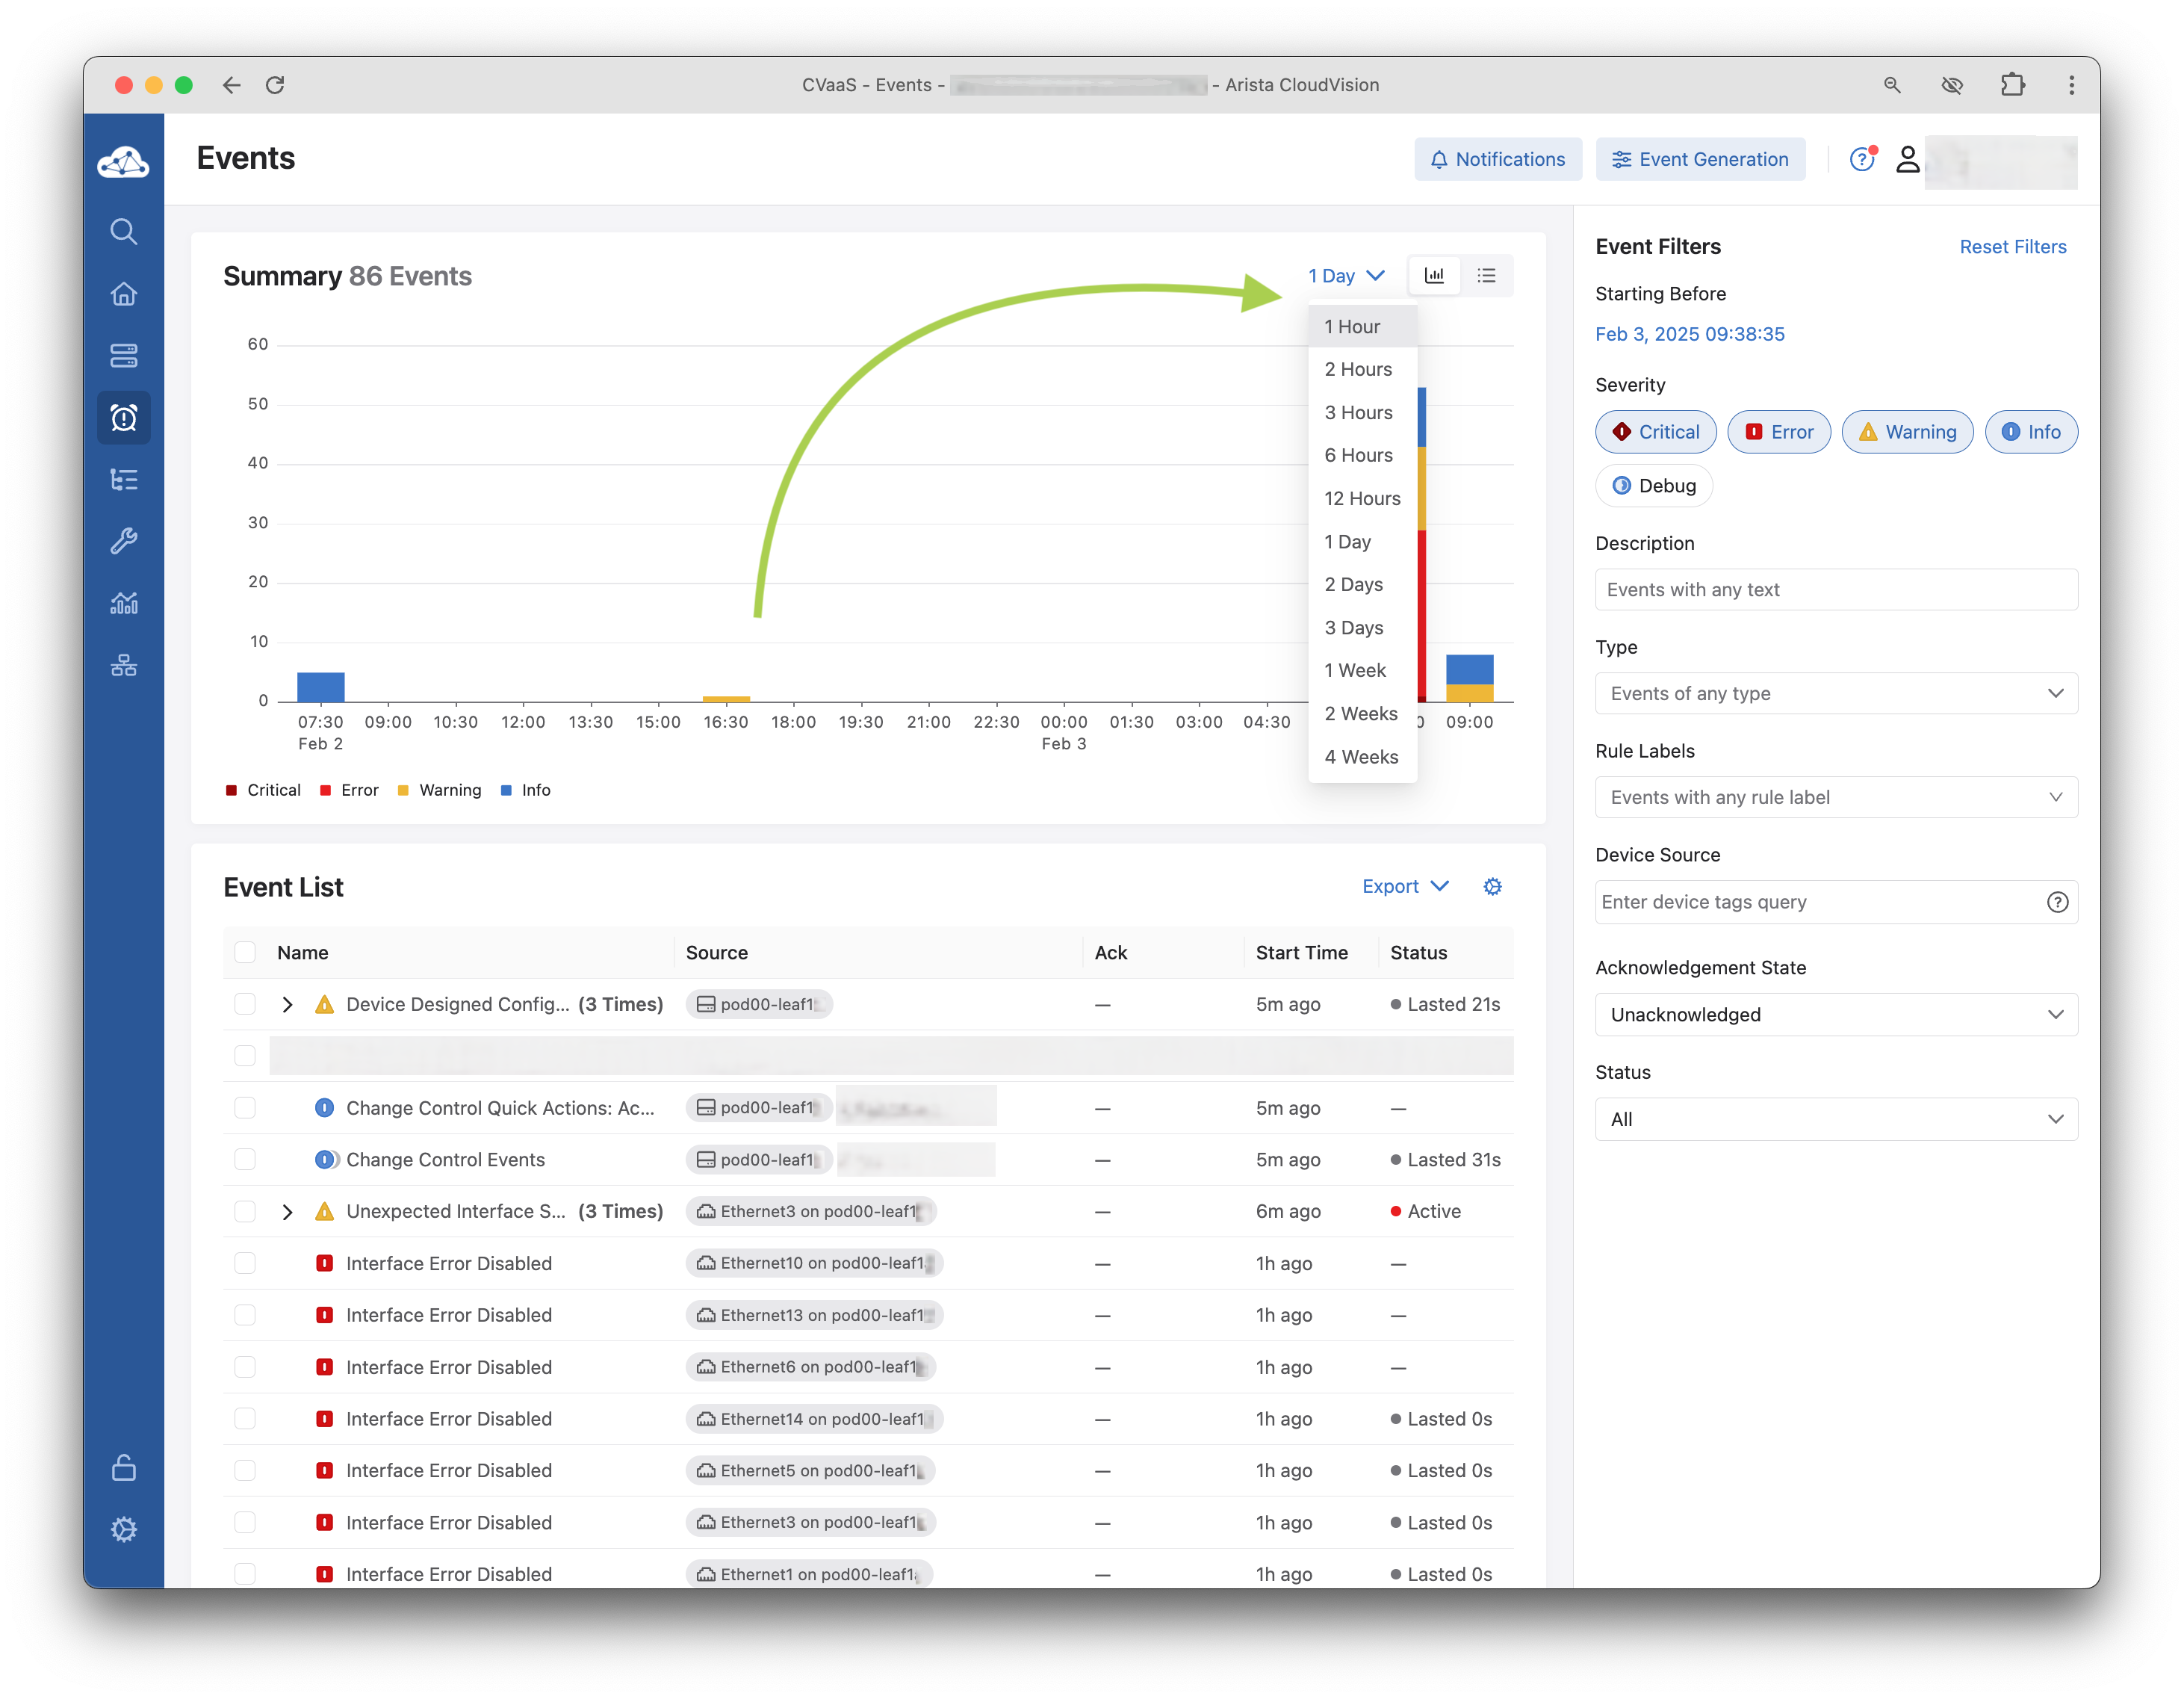 CVaaS - Events - - Arista CloudVision
Events
Notifications
Event Generation
Summary 86 Events
1 Day
1 Hour
2 Hours
3 Hours
6 Hours
12 Hours
1 Day
2 Days
3 Days
1 Week
2 Weeks
4 Weeks
60
50
40
30
20
10
0
07:30 09:00 10:30 12:00 13:30 15:00 16:30 18:00 19:30 21:00 22:30 00:00 01:30 03:00 04:30 0 09:00
Feb 2 Feb 3
Critical Error Warning Info
Event List
Export
Name Source Ack Start Time Status
Device Designed Config... (3 Times) pod00-leaf1 — 5m ago Lasted 21s
Change Control Quick Actions: Ac... pod00-leaf1 — 5m ago —
Change Control Events pod00-leaf1 — 5m ago Lasted 31s
Unexpected Interface S... (3 Times) Ethernet3 on pod00-leaf1 — 6m ago Active
Interface Error Disabled Ethernet10 on pod00-leaf1 — 1h ago —
Interface Error Disabled Ethernet13 on pod00-leaf1 — 1h ago —
Interface Error Disabled Ethernet6 on pod00-leaf1 — 1h ago —
Interface Error Disabled Ethernet14 on pod00-leaf1 — 1h ago Lasted 0s
Interface Error Disabled Ethernet5 on pod00-leaf1 — 1h ago Lasted 0s
Interface Error Disabled Ethernet3 on pod00-leaf1 — 1h ago Lasted 0s
Interface Error Disabled Ethernet1 on pod00-leaf1 — 1h ago Lasted 0s
Event Filters
Reset Filters
Starting Before
Feb 3, 2025 09:38:35
Severity
Critical Error Warning Info
Debug
Description
Events with any text
Type
Events of any type
Rule Labels
Events with any rule label
Device Source
Enter device tags query
Acknowledgement State
Unacknowledged
Status
All